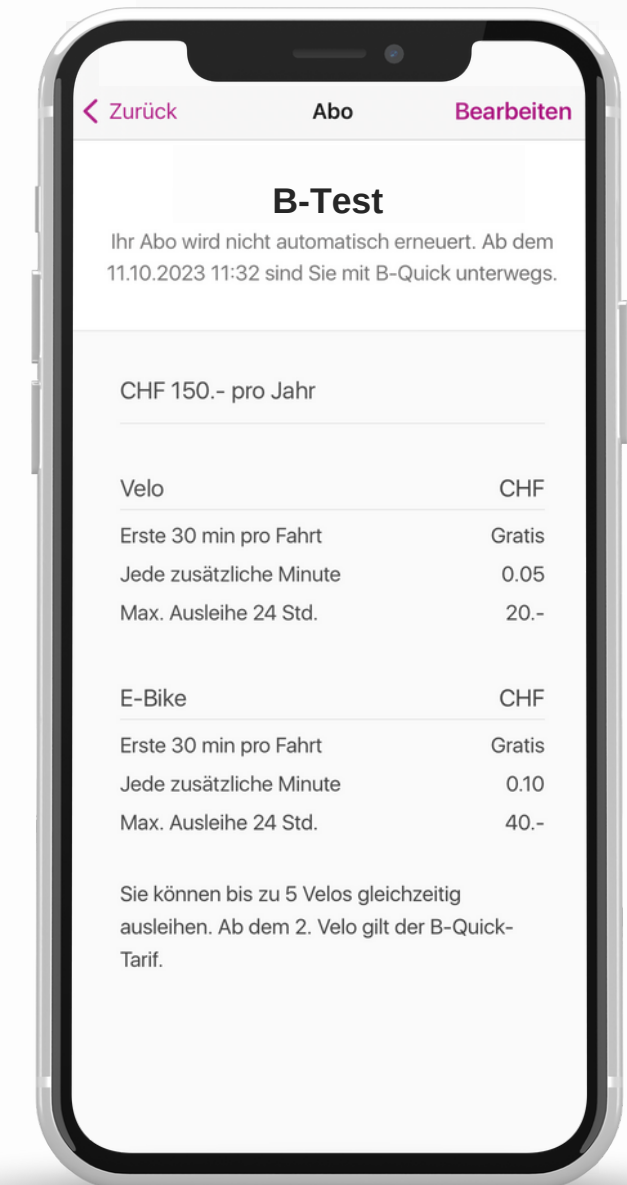 Zurück Abo Bearbeiten
B-Test
Ihr Abo wird nicht automatisch erneuert. Ab dem
11.10.2023 11:32 sind Sie mit B-Quick unterwegs.
CHF 150.- pro Jahr
Velo CHF
Erste 30 min pro Fahrt Gratis
Jede zusätzliche Minute 0.05
Max. Ausleihe 24 Std. 20.-
E-Bike CHF
Erste 30 min pro Fahrt Gratis
Jede zusätzliche Minute 0.10
Max. Ausleihe 24 Std. 40.-
Sie können bis zu 5 Velos gleichzeitig
ausleihen. Ab dem 2. Velo gilt der B-Quick-
Tarif.